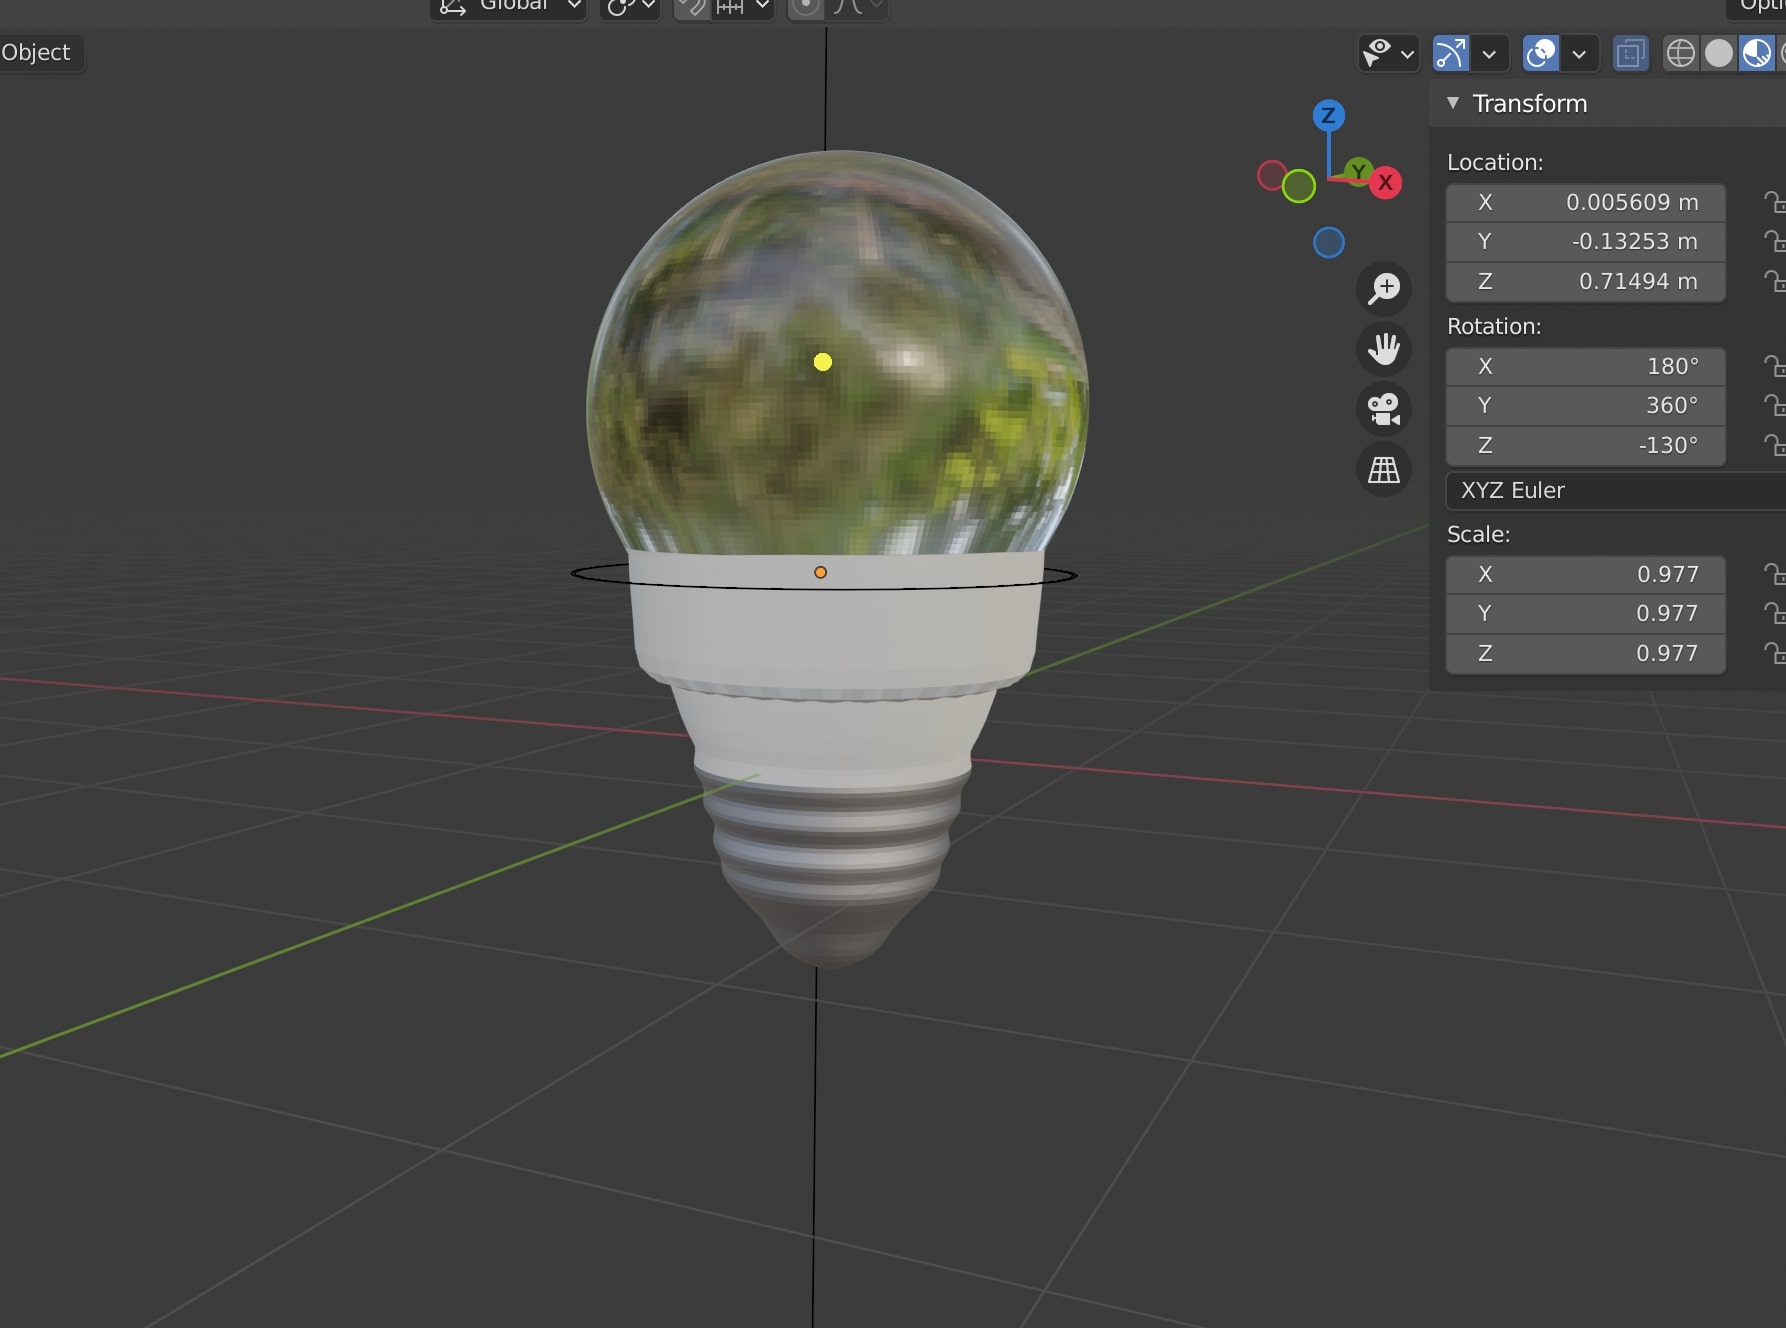 Global
Object
Z
Y
X
Transform
Location:
X 0.005609 m
Y -0.13253 m
Z 0.71494 m
Rotation:
X 180°
Y 360°
Z -130°
XYZ Euler
Scale:
X 0.977
Y 0.977
Z 0.977